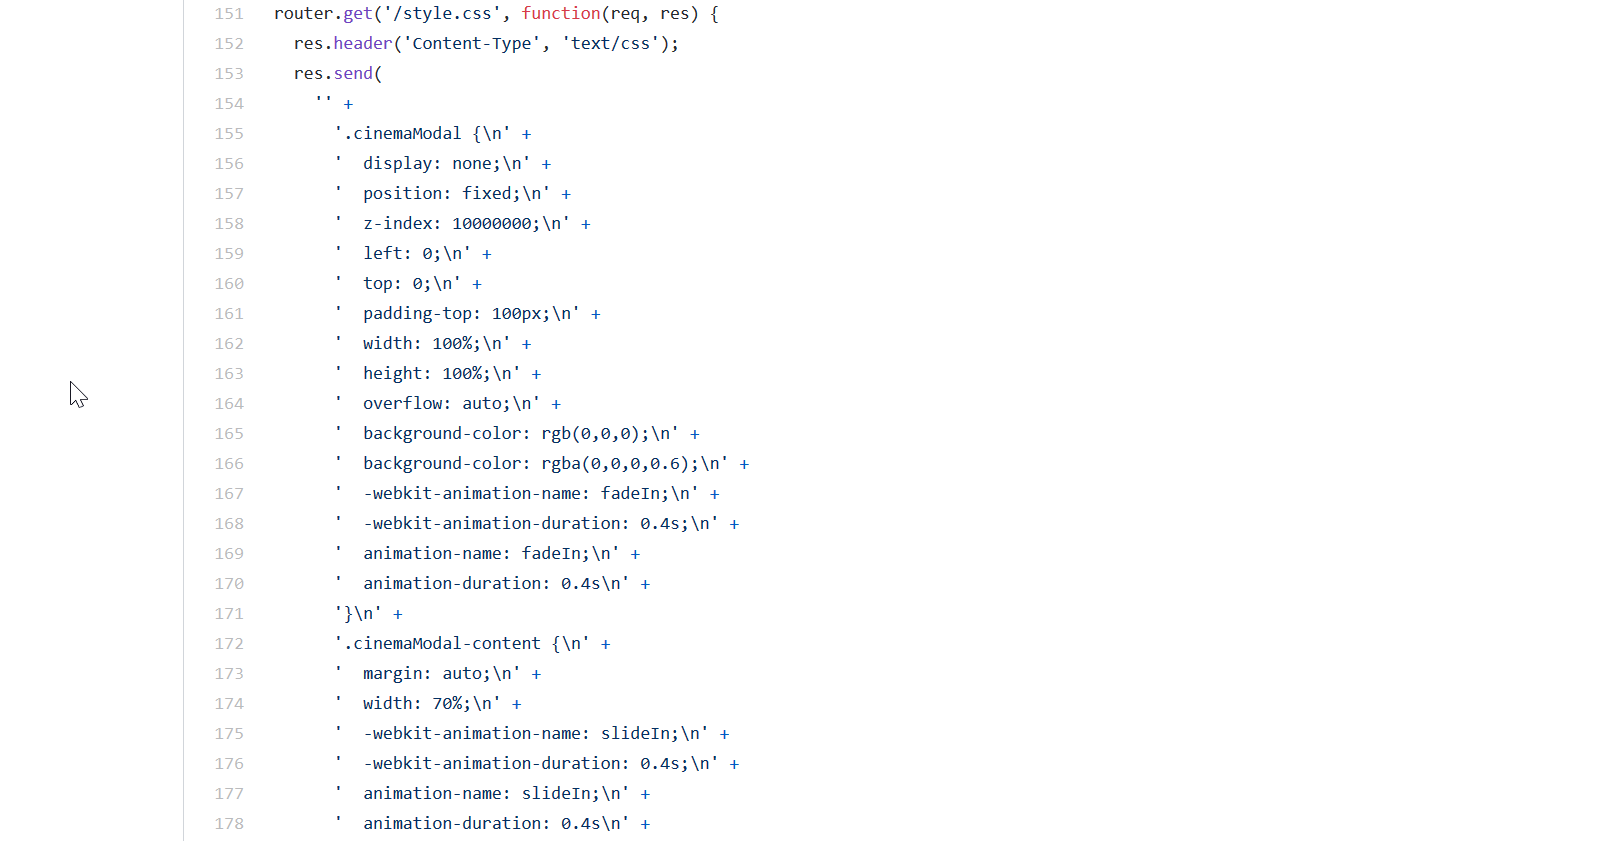 151 router.get('/style.css', function(req, res) {
152   res.header('Content-Type', 'text/css');
153   res.send(
154     '' +
155       '.cinemaModal {\n' +
156       '  display: none;\n' +
157       '  position: fixed;\n' +
158       '  z-index: 10000000;\n' +
159       '  left: 0;\n' +
160       '  top: 0;\n' +
161       '  padding-top: 100px;\n' +
162       '  width: 100%;\n' +
163       '  height: 100%;\n' +
164       '  overflow: auto;\n' +
165       '  background-color: rgb(0,0,0);\n' +
166       '  background-color: rgba(0,0,0,0.6);\n' +
167       '  -webkit-animation-name: fadeIn;\n' +
168       '  -webkit-animation-duration: 0.4s;\n' +
169       '  animation-name: fadeIn;\n' +
170       '  animation-duration: 0.4s\n' +
171       '}\n' +
172       '.cinemaModal-content {\n' +
173       '  margin: auto;\n' +
174       '  width: 70%;\n' +
175       '  -webkit-animation-name: slideIn;\n' +
176       '  -webkit-animation-duration: 0.4s;\n' +
177       '  animation-name: slideIn;\n' +
178       '  animation-duration: 0.4s\n' +